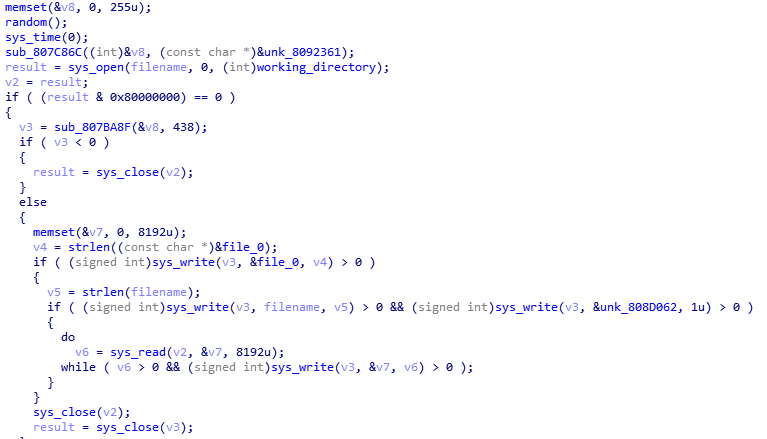 memset(&v8, 0, 255u);
random();
sys_time(0);
sub_807C86C((int)&v8, (const char *)&unk_8092361);
result = sys_open(filename, 0, (int)working_directory);
v2 = result;
if ( (result & 0x80000000) == 0 )
{
v3 = sub_807BA8F(&v8, 438);
if ( v3 < 0 )
{
result = sys_close(v2);
}
else
{
memset(&v7, 0, 8192u);
v4 = strlen((const char *)&file_0);
if ( (signed int)sys_write(v3, &file_0, v4) > 0 )
{
v5 = strlen(filename);
if ( (signed int)sys_write(v3, filename, v5) > 0 && (signed int)sys_write(v3, &unk_808D062, 1u) > 0 )
{
do
v6 = sys_read(v2, &v7, 8192u);
while ( v6 > 0 && (signed int)sys_write(v3, &v7, v6) > 0 );
}
}
sys_close(v2);
result = sys_close(v3);